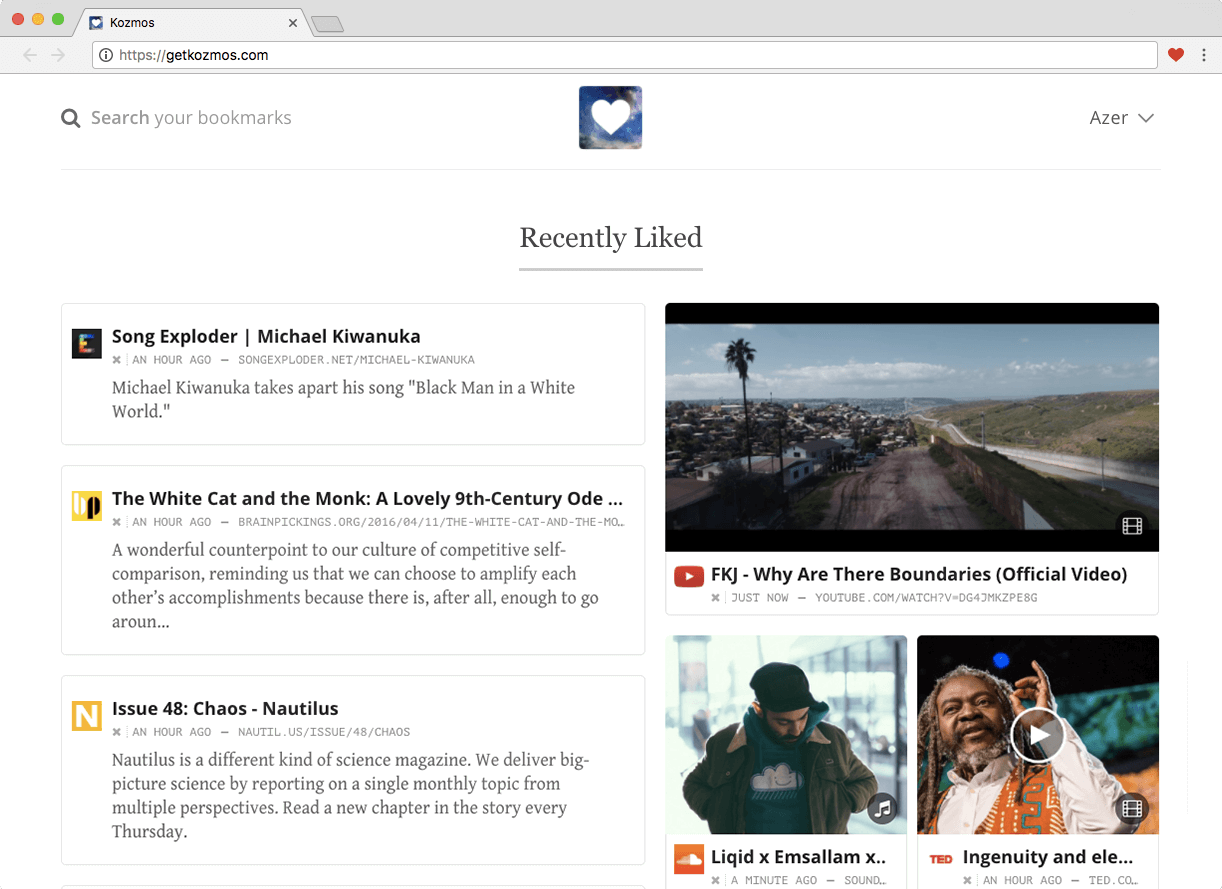 Kozmos
https://getkozmos.com
Search your bookmarks
Azer
Recently Liked
Song Exploder | Michael Kiwanuka
AN HOUR AGO — SONGEXPLODER.NET/MICHAEL-KIWANUKA
Michael Kiwanuka takes apart his song "Black Man in a White
World."
bp
The White Cat and the Monk: A Lovely 9th-Century Ode ...
AN HOUR AGO — BRAINPICKINGS.ORG/2016/04/11/THE-WHITE-CAT-AND-THE-MO…
A wonderful counterpoint to our culture of competitive self-
comparison, reminding us that we can choose to amplify each
other’s accomplishments because there is, after all, enough to go
aroun...
N
Issue 48: Chaos - Nautilus
AN HOUR AGO — NAUTIL.US/ISSUE/48/CHAOS
Nautilus is a different kind of science magazine. We deliver big-
picture science by reporting on a single monthly topic from
multiple perspectives. Read a new chapter in the story every
Thursday.
FKJ - Why Are There Boundaries (Official Video)
JUST NOW — YOUTUBE.COM/WATCH?V=DG4JMKZPE8G
Liqid x Emsallam x..
A MINUTE AGO — SOUND…
TED
Ingenuity and ele...
AN HOUR AGO — TED.CO…